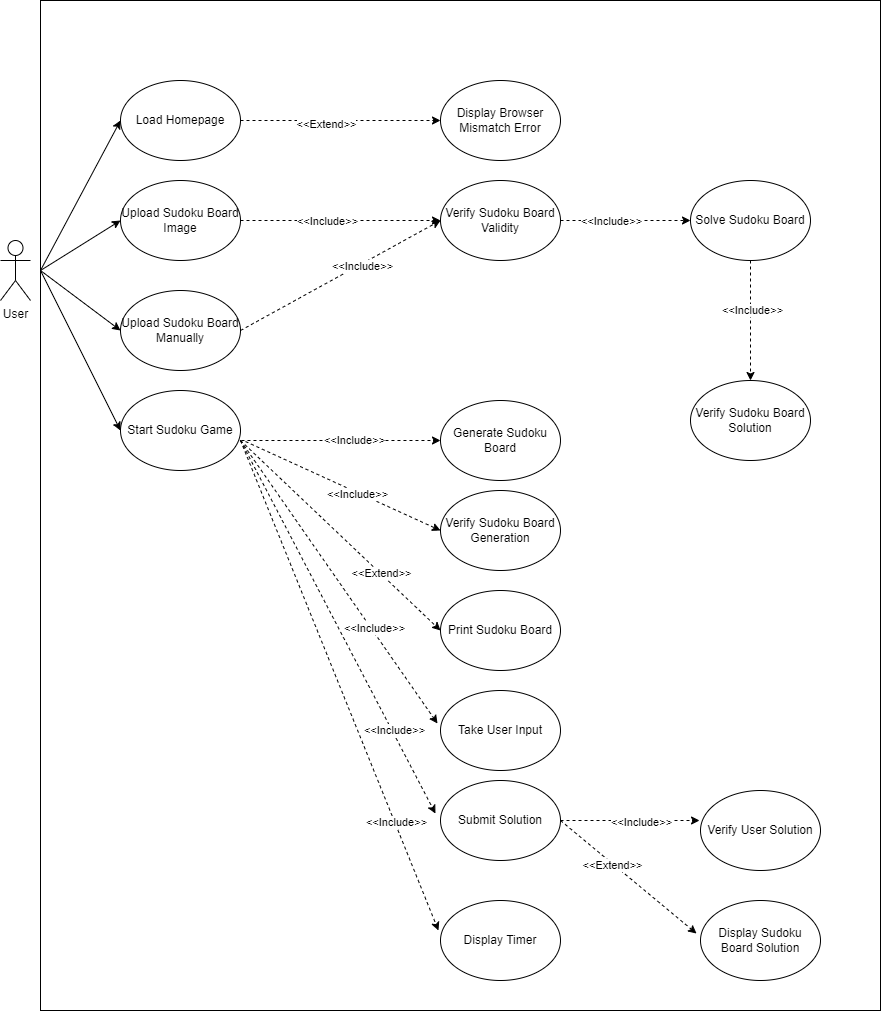 Load Homepage
<<Extend>>
Display Browser
Mismatch Error
Upload Sudoku Board
Image
<<Include>>
Verify Sudoku Board
Validity
<<Include>>
Solve Sudoku Board
<<Include>>
User
Upload Sudoku Board
Manually
<<Include>>
Verify Sudoku Board
Solution
Start Sudoku Game
<<Include>>
Generate Sudoku
Board
<<Include>>
Verify Sudoku Board
Generation
<<Extend>>
Print Sudoku Board
<<Include>>
Take User Input
<<Include>>
Submit Solution
<<Include>>
Verify User Solution
<<Extend>>
Display Sudoku
Board Solution
<<Include>>
Display Timer